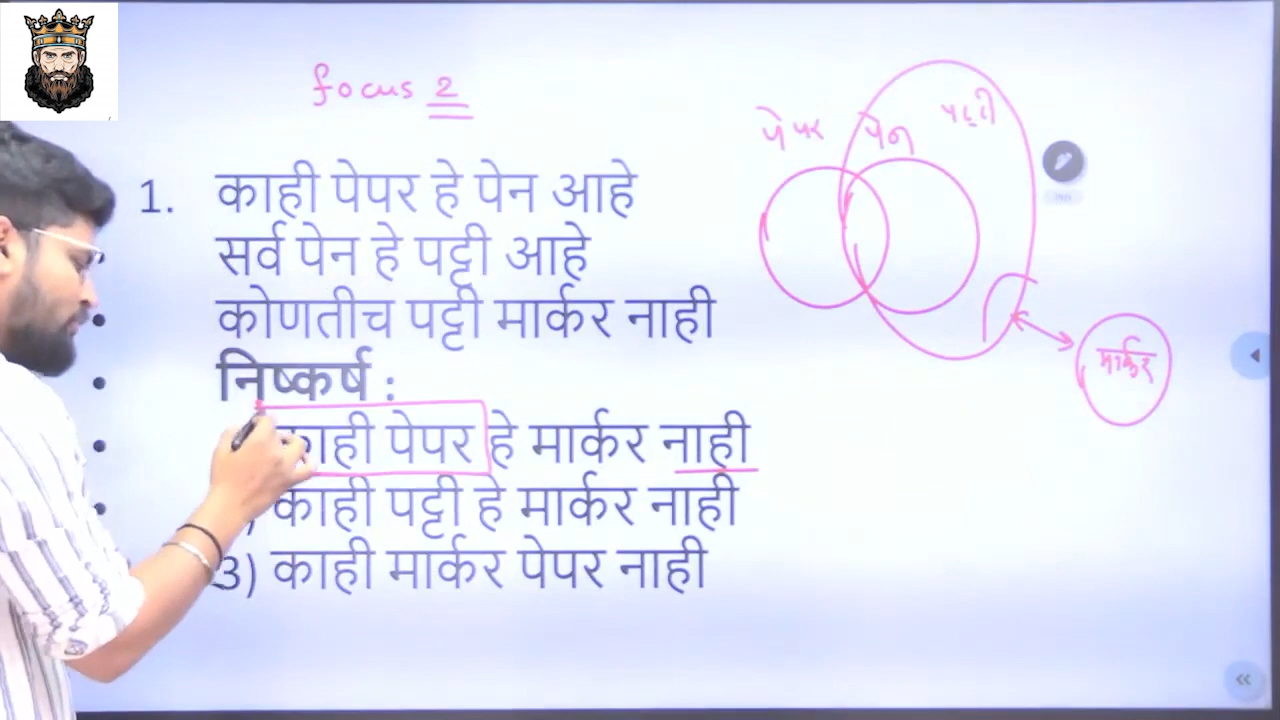 focus 2
पेपर
पेन
पट्टी
1. काही पेपर हे पेन आहे
सर्व पेन हे पट्टी आहे
कोणतीच पट्टी मार्कर नाही
मार्कर
निष्कर्ष :
काही पेपर हे मार्कर नाही
) काही पट्टी हे मार्कर नाही
3) काही मार्कर पेपर नाही